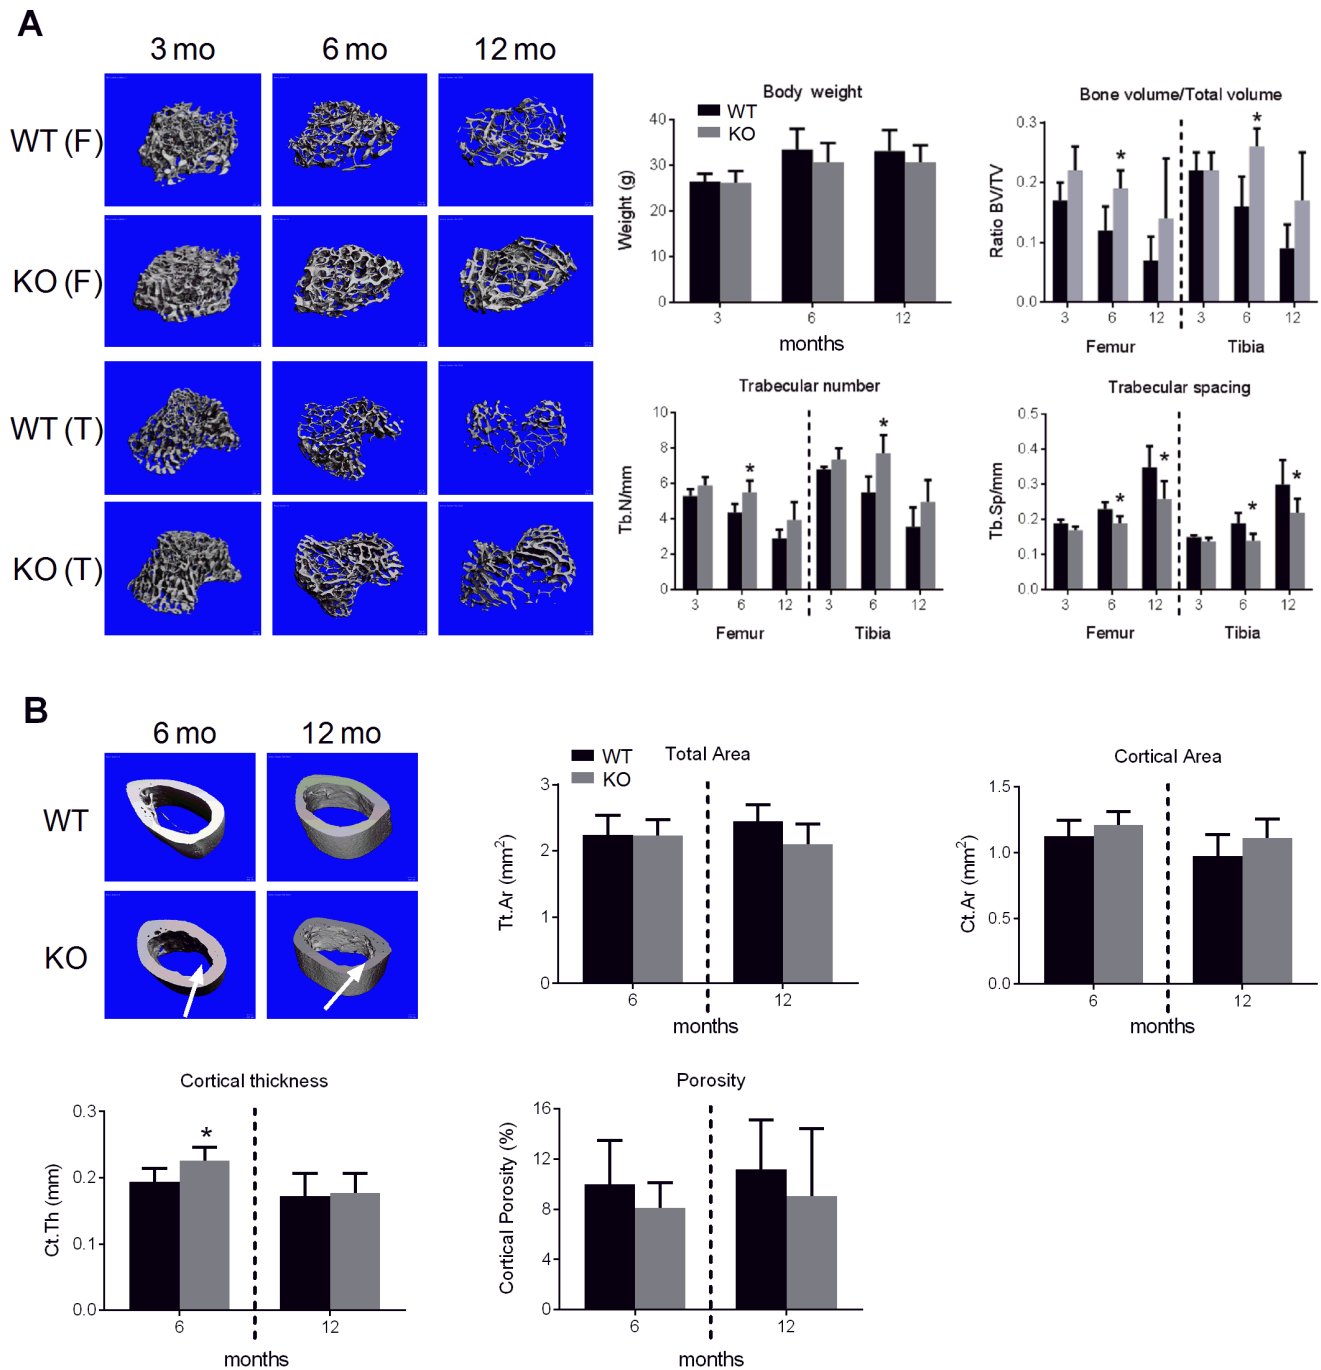 A
3 mo 6 mo 12 mo
WT (F)
KO (F)
WT (T)
KO (T)
Body weight
WT
KO
Weight (g)
40
30
20
10
0
3 6 12
months
Bone volume/Total volume
Ratio BV/TV
0.3
0.2
0.1
0.0
* *
3 6 12 3 6 12
Femur Tibia
Trabecular number
Tb.N/mm
10
8
6
4
2
0
* *
3 6 12 3 6 12
Femur Tibia
Trabecular spacing
Tb.Sp/mm
0.5
0.4
0.3
0.2
0.1
0.0
* * * *
3 6 12 3 6 12
Femur Tibia
B
6 mo 12 mo
WT
KO
Total Area
WT
KO
Tt.Ar (mm²)
3
2
1
0
6 12
months
Cortical Area
Ct.Ar (mm²)
1.5
1.0
0.5
0.0
6 12
months
Cortical thickness
Ct.Th (mm)
0.3
0.2
0.1
0.0
*
6 12
months
Porosity
Cortical Porosity (%)
16
12
8
4
0
6 12
months